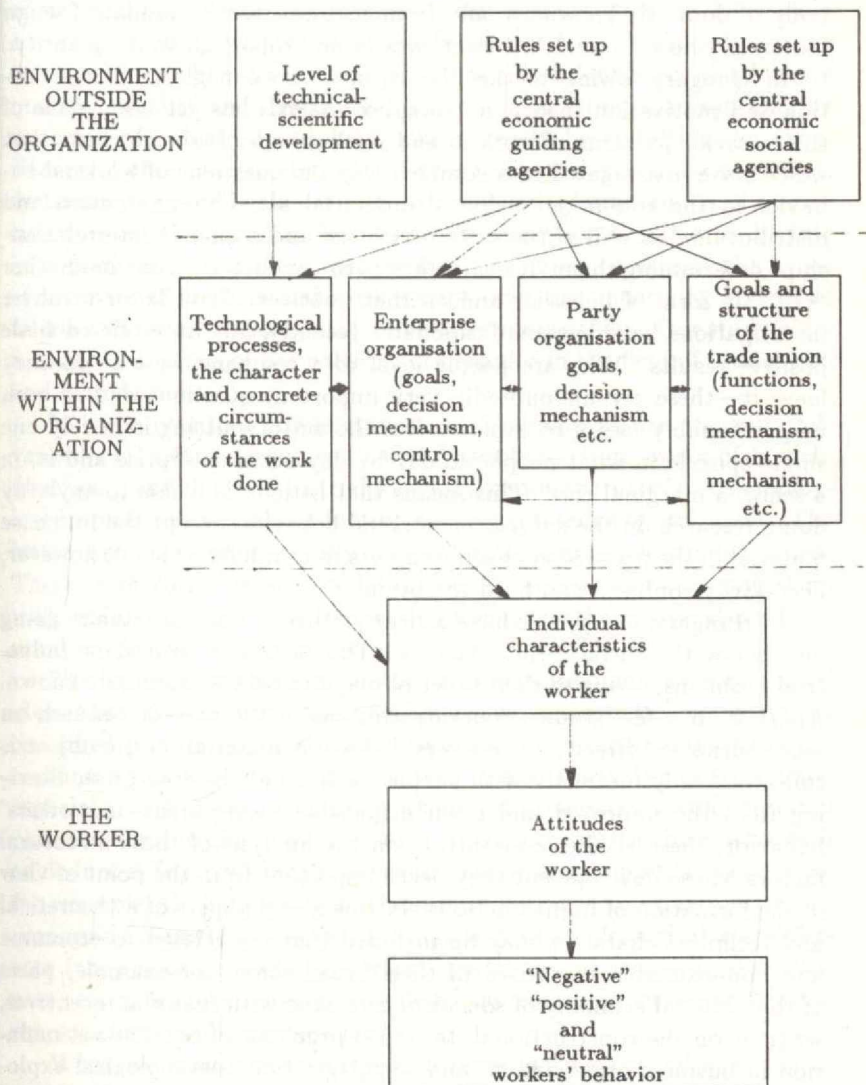 ENVIRONMENT
OUTSIDE
THE
ORGANIZATION
Level of
technical-
scientific
development
Rules set up
by the
central
economic
guiding
agencies
Rules set up
by the
central
economic
social
agencies
ENVIRON-
MENT
WITHIN THE
ORGANIZ-
ATION
Technological
processes,
the character
and concrete
circum-
stances
of the work
done
Enterprise
organisation
(goals,
decision
mechanism,
control
mechanism)
Party
organisation
goals,
decision
mechanism
etc.
Goals and
structure
of the
trade union
(functions,
decision
mechanism,
control
mechanism,
etc.)
THE
WORKER
Individual
characteristics
of the
worker
Attitudes
of the
worker
“Negative”
“positive”
and
“neutral”
workers’ behavior